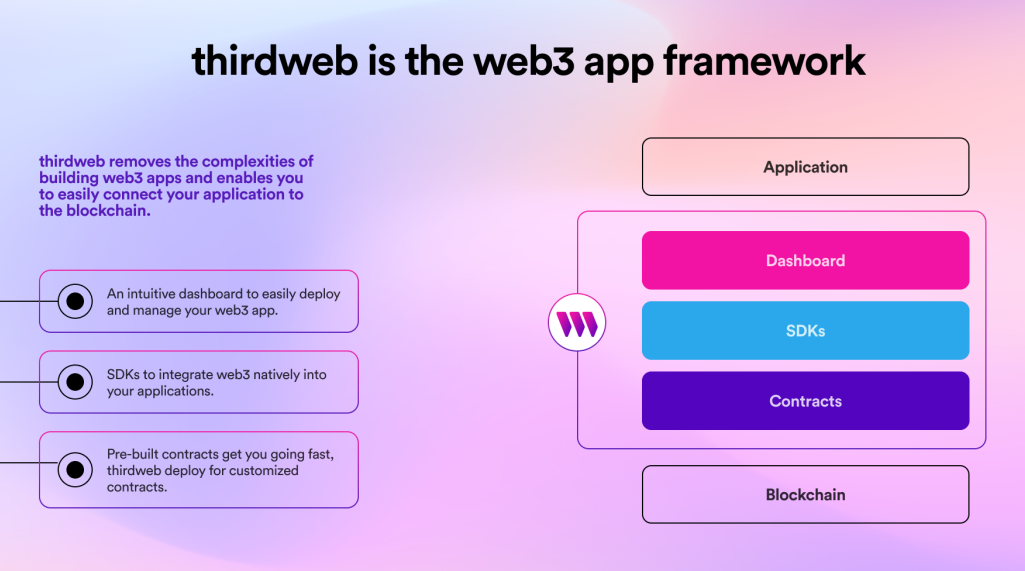 thirdweb is the web3 app framework
thirdweb removes the complexities of
building web3 apps and enables you
to easily connect your application to
the blockchain.
An intuitive dashboard to easily deploy
and manage your web3 app.
SDKs to integrate web3 natively into
your applications.
Pre-built contracts get you going fast,
thirdweb deploy for customized
contracts.
Application
Dashboard
SDKs
Contracts
Blockchain